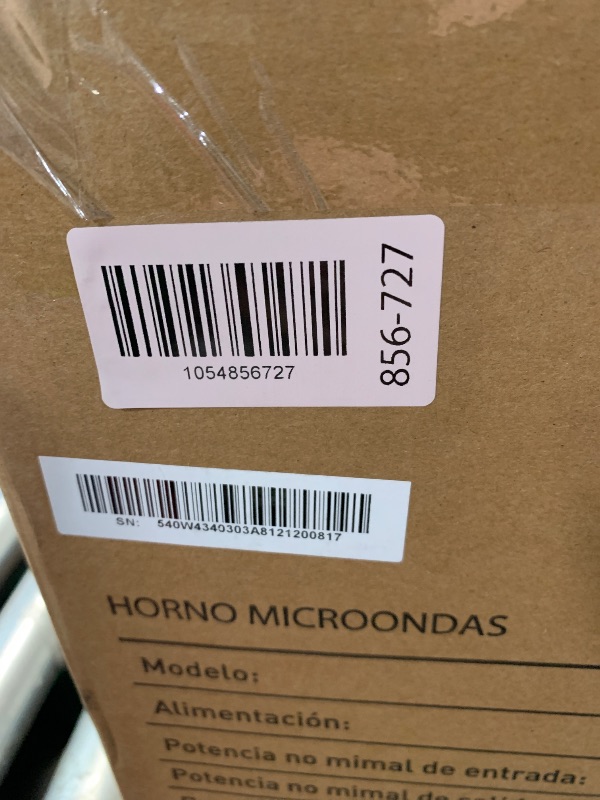 1054856727
856-727
SN: 540W4340303A8121200817
HORNO MICROONDAS
Modelo:
Alimentación:
Potencia no mimal de entrada:
Potencia no mimal de